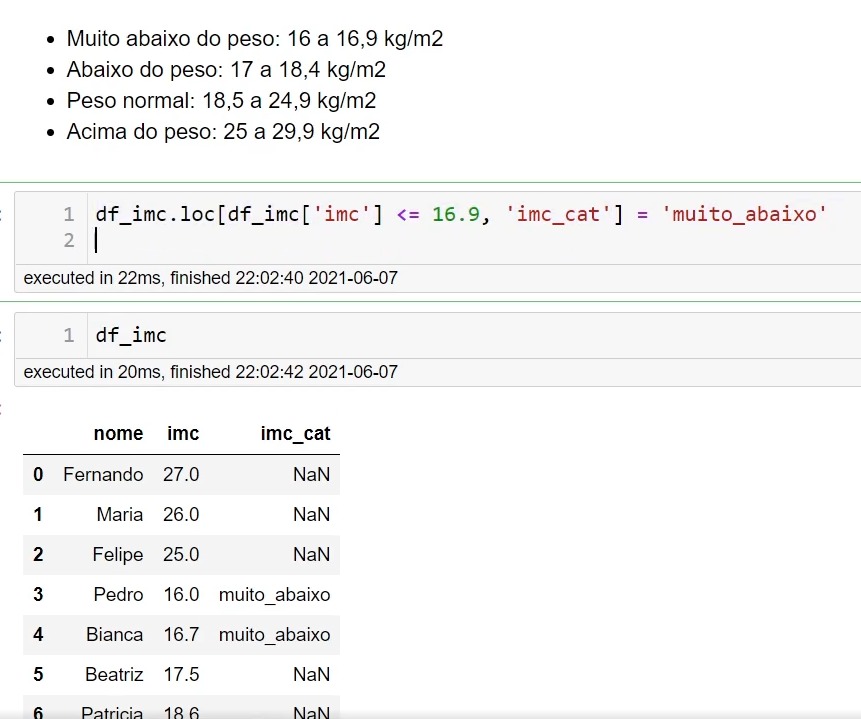 Muito abaixo do peso: 16 a 16,9 kg/m2
Abaixo do peso: 17 a 18,4 kg/m2
Peso normal: 18,5 a 24,9 kg/m2
Acima do peso: 25 a 29,9 kg/m2
1 df_imc.loc[df_imc['imc'] <= 16.9, 'imc_cat'] = 'muito_abaixo'
2
executed in 22ms, finished 22:02:40 2021-06-07
1 df_imc
executed in 20ms, finished 22:02:42 2021-06-07
nome imc imc_cat
0 Fernando 27.0 NaN
1 Maria 26.0 NaN
2 Felipe 25.0 NaN
3 Pedro 16.0 muito_abaixo
4 Bianca 16.7 muito_abaixo
5 Beatriz 17.5 NaN
6 Patricia 18.6 NaN